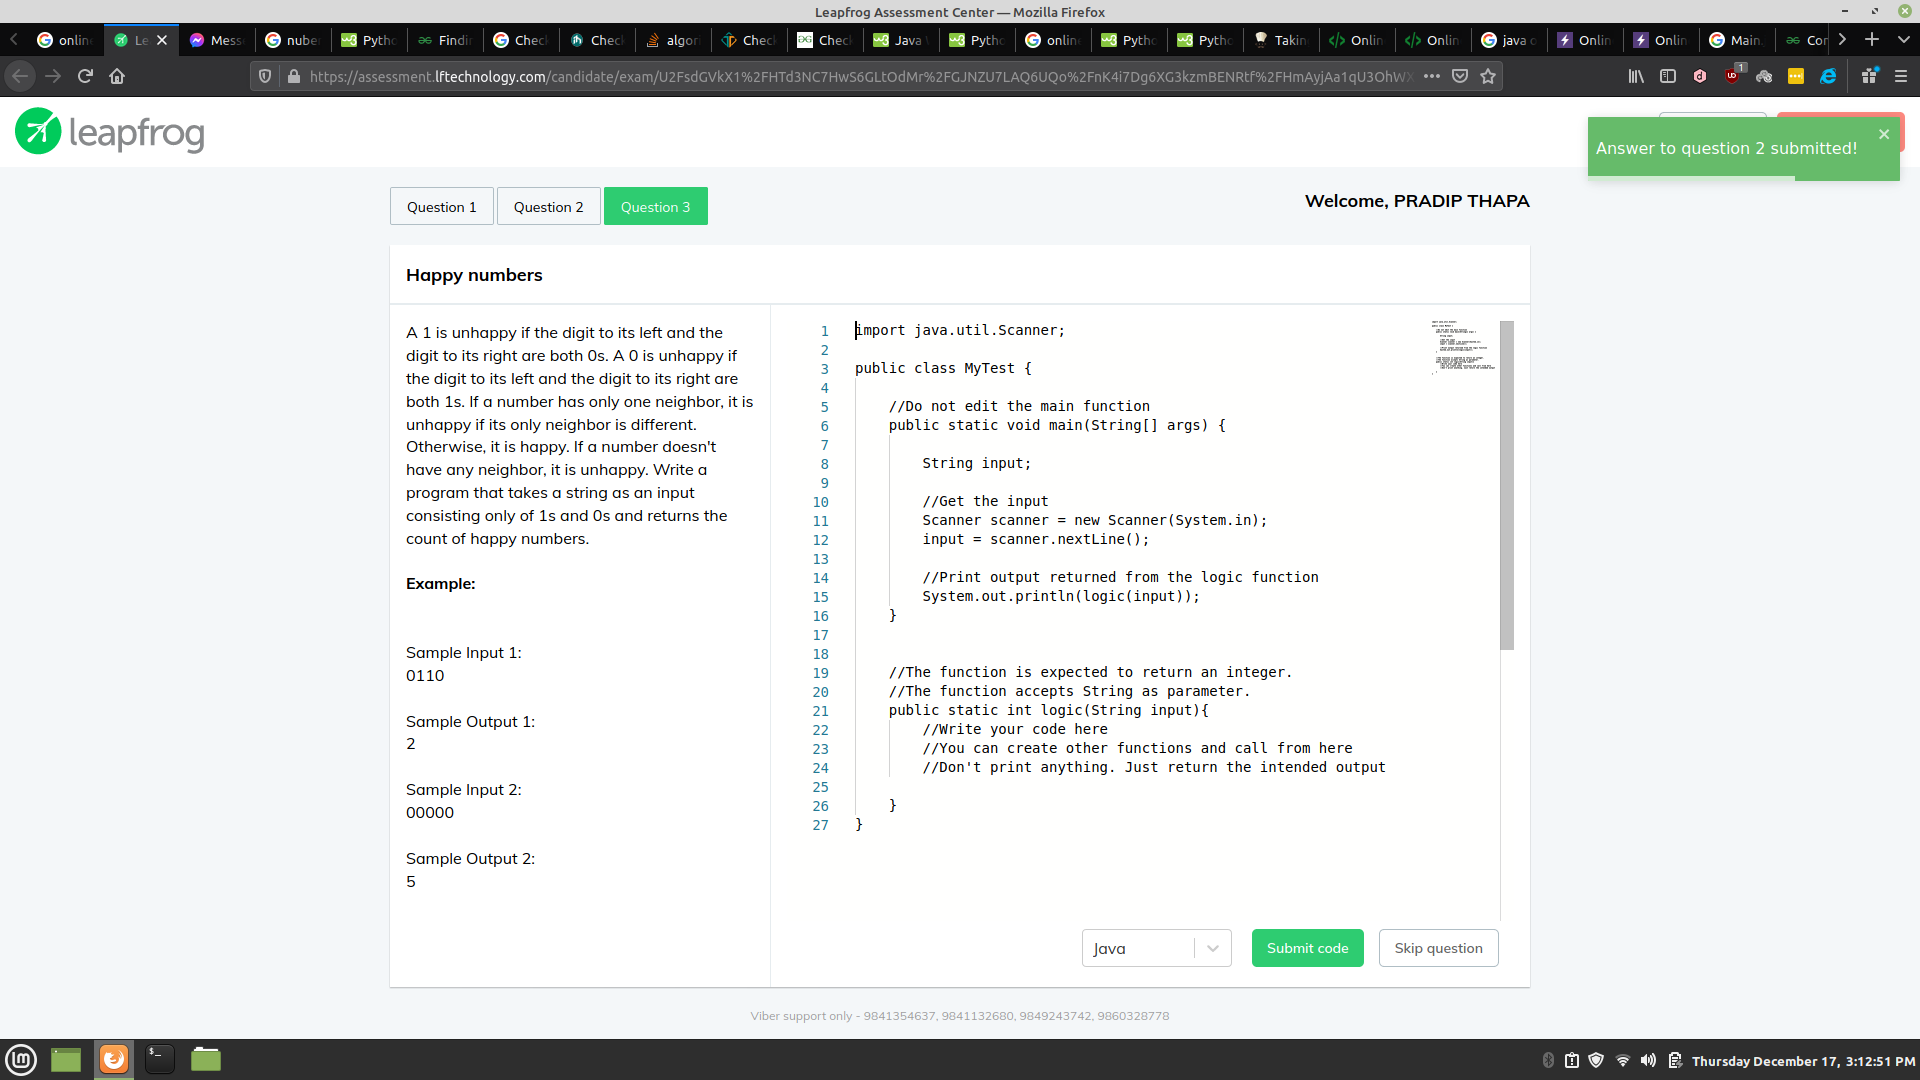 Leapfrog Assessment Center — Mozilla Firefox
onlin
Le
Mess
nube
Pytho
Findi
Chec
Chec
algor
Chec
Chec
Java
Pytho
onlin
Pytho
Pytho
Takin
Onlin
Onlin
java o
Onlin
Onlin
Main.
Cor
https://assessment.lftechnology.com/candidate/exam/
1
leapfrog
Answer to question 2 submitted!
Question 1
Question 2
Question 3
Welcome, PRADIP THAPA
Happy numbers
A 1 is unhappy if the digit to its left and the
digit to its right are both 0s. A 0 is unhappy if
the digit to its left and the digit to its right are
both 1s. If a number has only one neighbor, it is
unhappy if its only neighbor is different.
Otherwise, it is happy. If a number doesn't
have any neighbor, it is unhappy. Write a
program that takes a string as an input
consisting only of 1s and 0s and returns the
count of happy numbers.
Example:
Sample Input 1:
0110
Sample Output 1:
2
Sample Input 2:
00000
Sample Output 2:
5
1 import java.util.Scanner;
2
3 public class MyTest {
4
5 //Do not edit the main function
6 public static void main(String[] args) {
7
8 String input;
9
10 //Get the input
11 Scanner scanner = new Scanner(System.in);
12 input = scanner.nextLine();
13
14 //Print output returned from the logic function
15 System.out.println(logic(input));
16 }
17
18
19 //The function is expected to return an integer.
20 //The function accepts String as parameter.
21 public static int logic(String input){
22 //Write your code here
23 //You can create other functions and call from here
24 //Don't print anything. Just return the intended output
25
26 }
27 }
Java
Submit code
Skip question
Viber support only - 9841354637, 9841132680, 9849243742, 9860328778
Thursday December 17, 3:12:51 PM